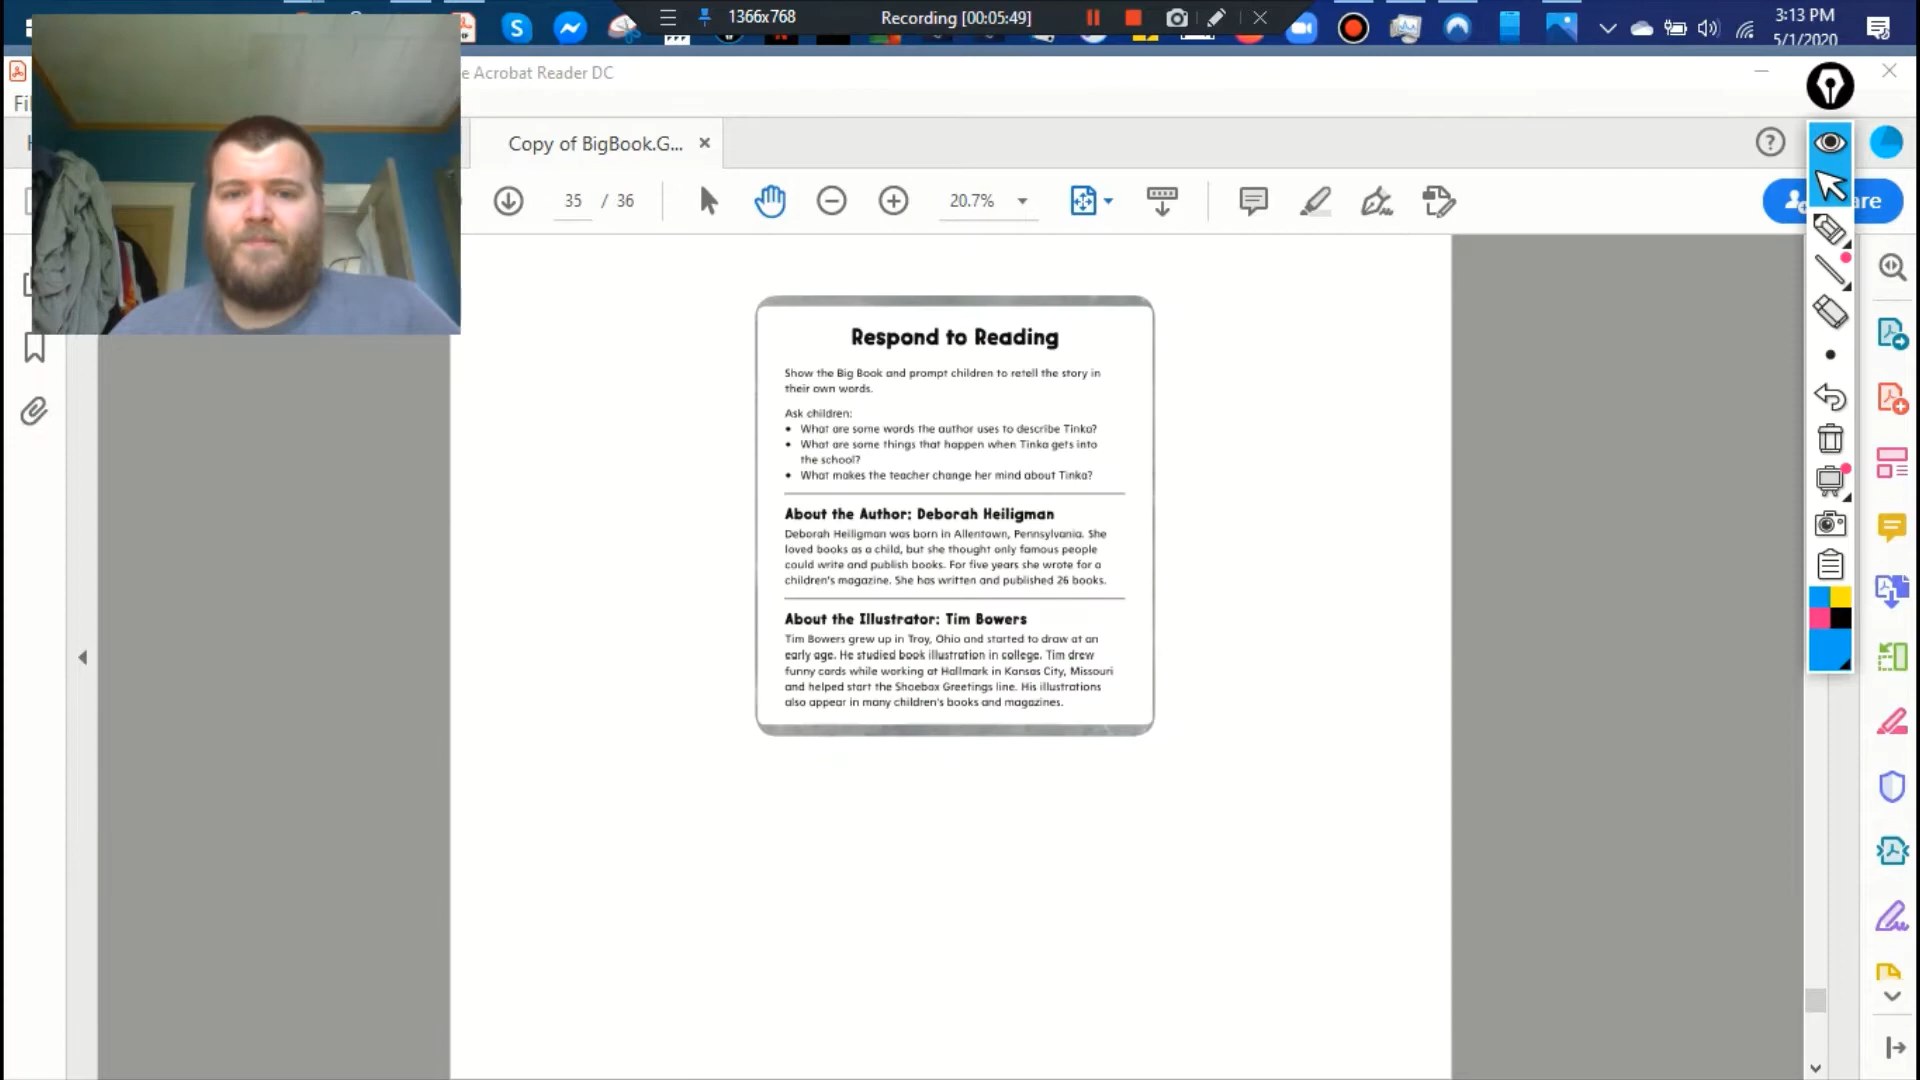 1366x768
Recording [00:05:49]
3:13 PM
5/1/2020
e Acrobat Reader DC
Fil
Copy of BigBook.G...
35 / 36
20.7%
are
Respond to Reading
Show the Big Book and prompt children to retell the story in
their own words.
Ask children:
• What are some words the author uses to describe Tinka?
• What are some things that happen when Tinka gets into
the school?
• What makes the teacher change her mind about Tinka?
About the Author: Deborah Heiligman
Deborah Heiligman was born in Allentown, Pennsylvania. She
loved books as a child, but she thought only famous people
could write and publish books. For five years she wrote for a
children's magazine. She has written and published 26 books.
About the Illustrator: Tim Bowers
Tim Bowers grew up in Troy, Ohio and started to draw at an
early age. He studied book illustration in college. Tim drew
funny cards while working at Hallmark in Kansas City, Missouri
and helped start the Shoebox Greetings line. His illustrations
also appear in many children's books and magazines.